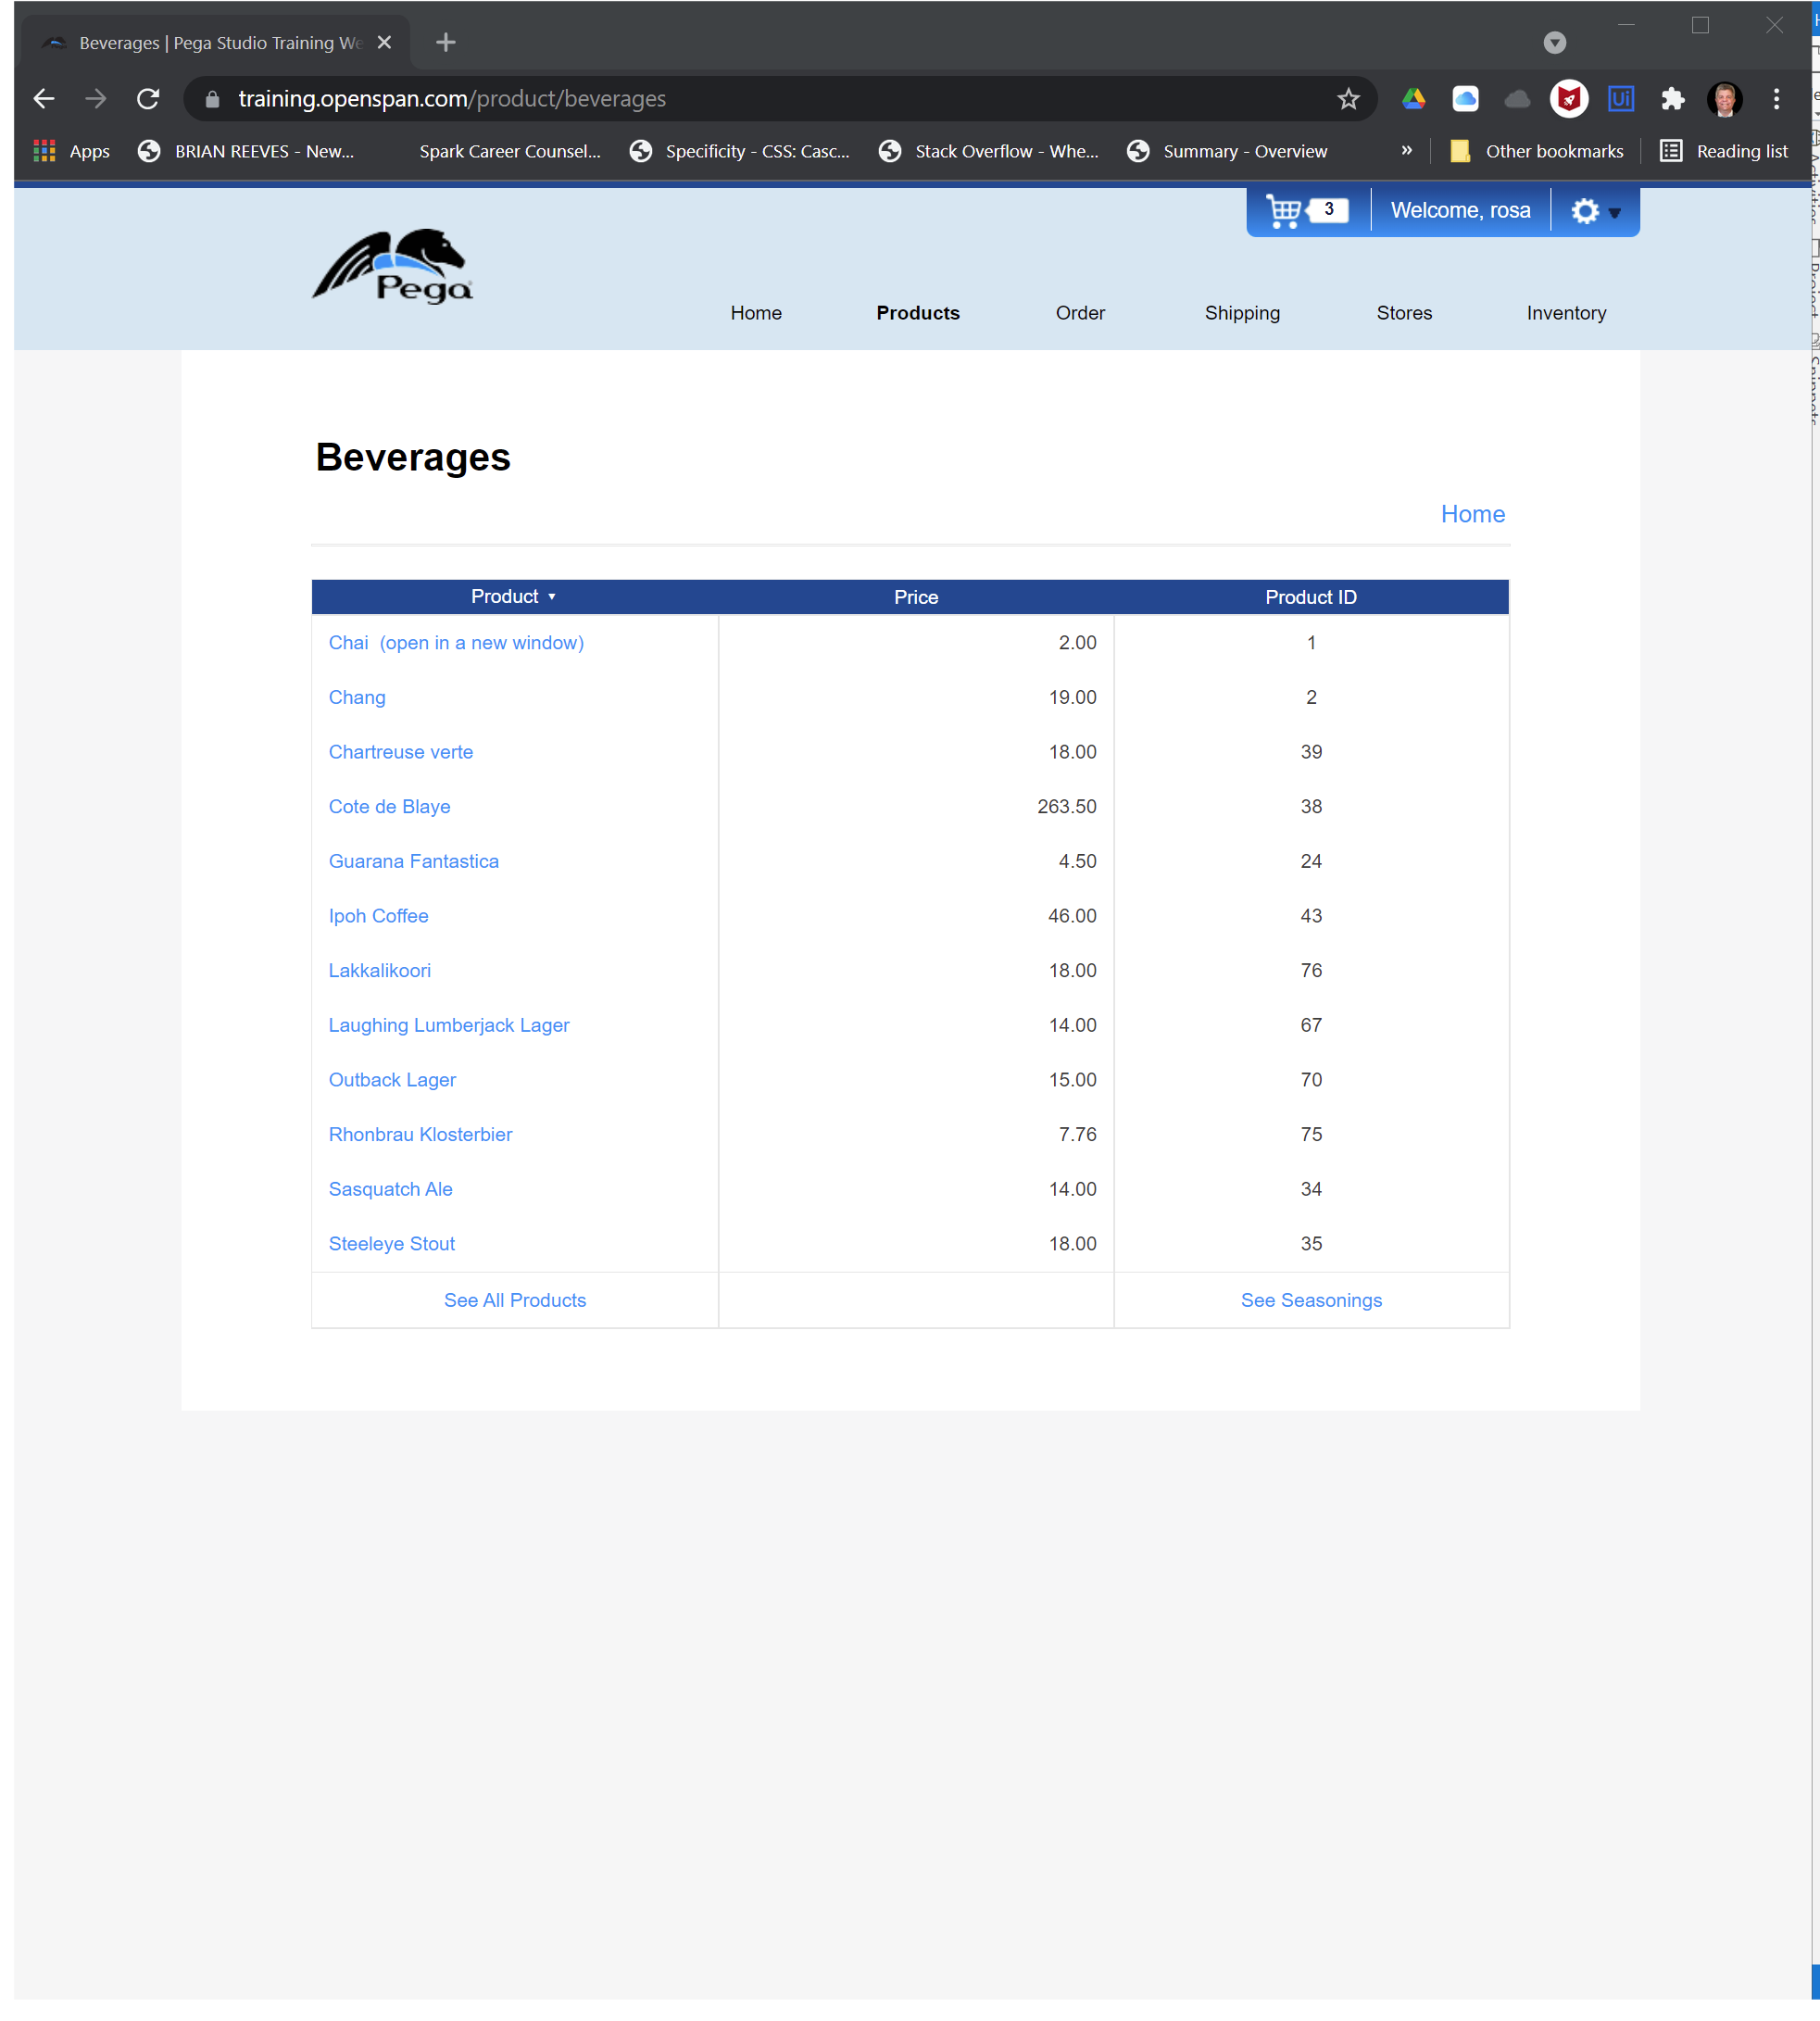 Beverages | Pega Studio Training We
training.openspan.com/product/beverages
Ui
Apps BRIAN REEVES - New... Spark Career Counsel... Specificity - CSS: Casc... Stack Overflow - Whe... Summary - Overview » Other bookmarks Reading list
3 Welcome, rosa
Pega
Home Products Order Shipping Stores Inventory
Beverages
Home
Product Price Product ID
Chai (open in a new window) 2.00 1
Chang 19.00 2
Chartreuse verte 18.00 39
Cote de Blaye 263.50 38
Guarana Fantastica 4.50 24
Ipoh Coffee 46.00 43
Lakkalikoori 18.00 76
Laughing Lumberjack Lager 14.00 67
Outback Lager 15.00 70
Rhonbrau Klosterbier 7.76 75
Sasquatch Ale 14.00 34
Steeleye Stout 18.00 35
See All Products See Seasonings